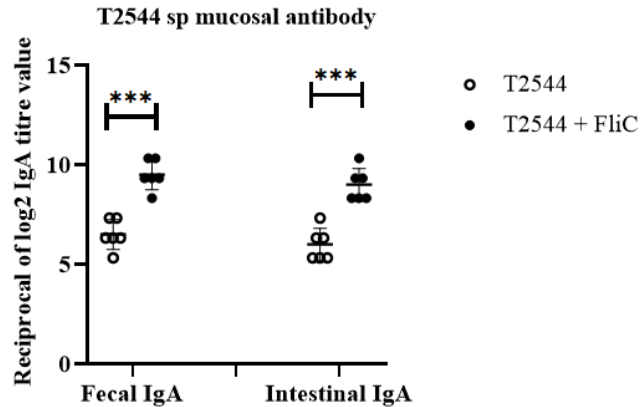 T2544 sp mucosal antibody
Reciprocal of log2 IgA titre value
15
10
5
0
***
***
Fecal IgA
Intestinal IgA
T2544
T2544 + FliC